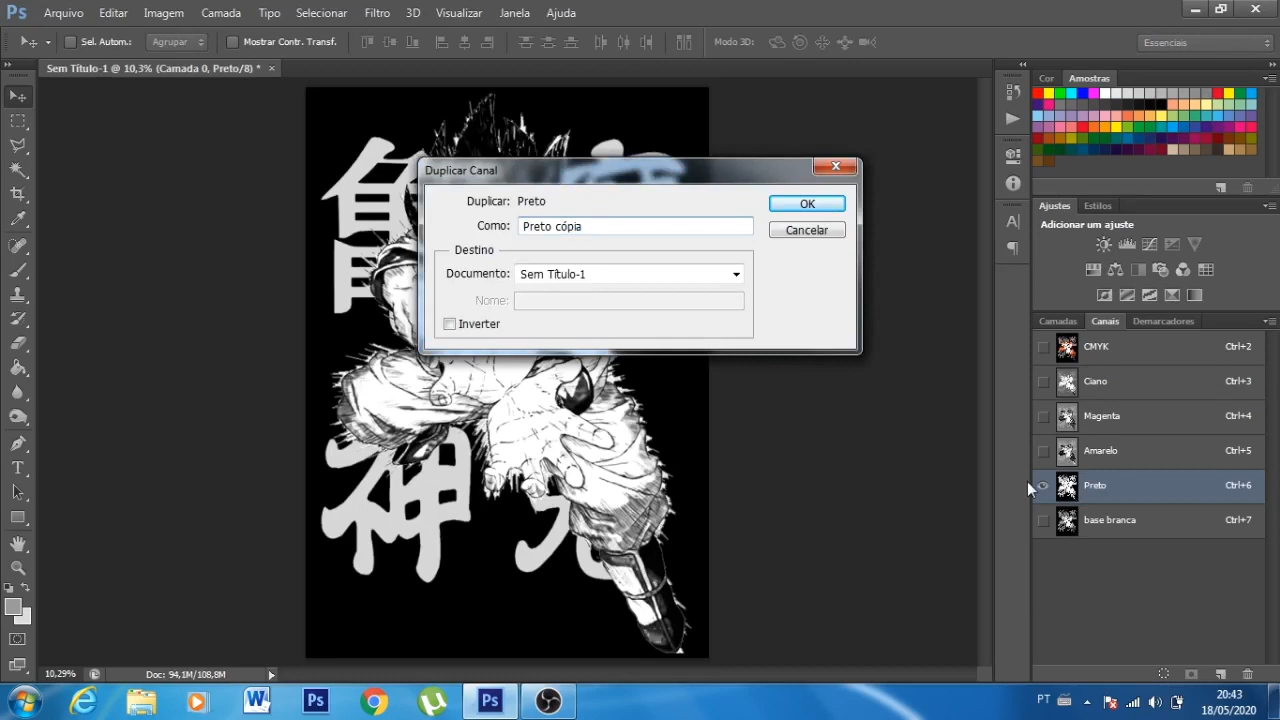 Ps Arquivo Editar Imagem Camada Tipo Selecionar Filtro 3D Visualizar Janela Ajuda
Sel. Autom.: Agrupar Mostrar Contr. Transf. Modo 3D: Essenciais
Sem Título-1 @ 10,3% (Camada 0, Preto/8) * ×
Cor Amostras
Duplicar Canal
Duplicar: Preto OK
Como: Preto cópia Cancelar
Destino
Documento: Sem Título-1
Nome:
Inverter
Ajustes Estilos
Adicionar um ajuste
Camadas Canais Demarcadores
CMYK Ctrl+2
Ciano Ctrl+3
Magenta Ctrl+4
Amarelo Ctrl+5
Preto Ctrl+6
base branca Ctrl+7
神
10,29% Doc: 94,1M/108,8M
W Ps Ps PT 20:43
18/05/2020